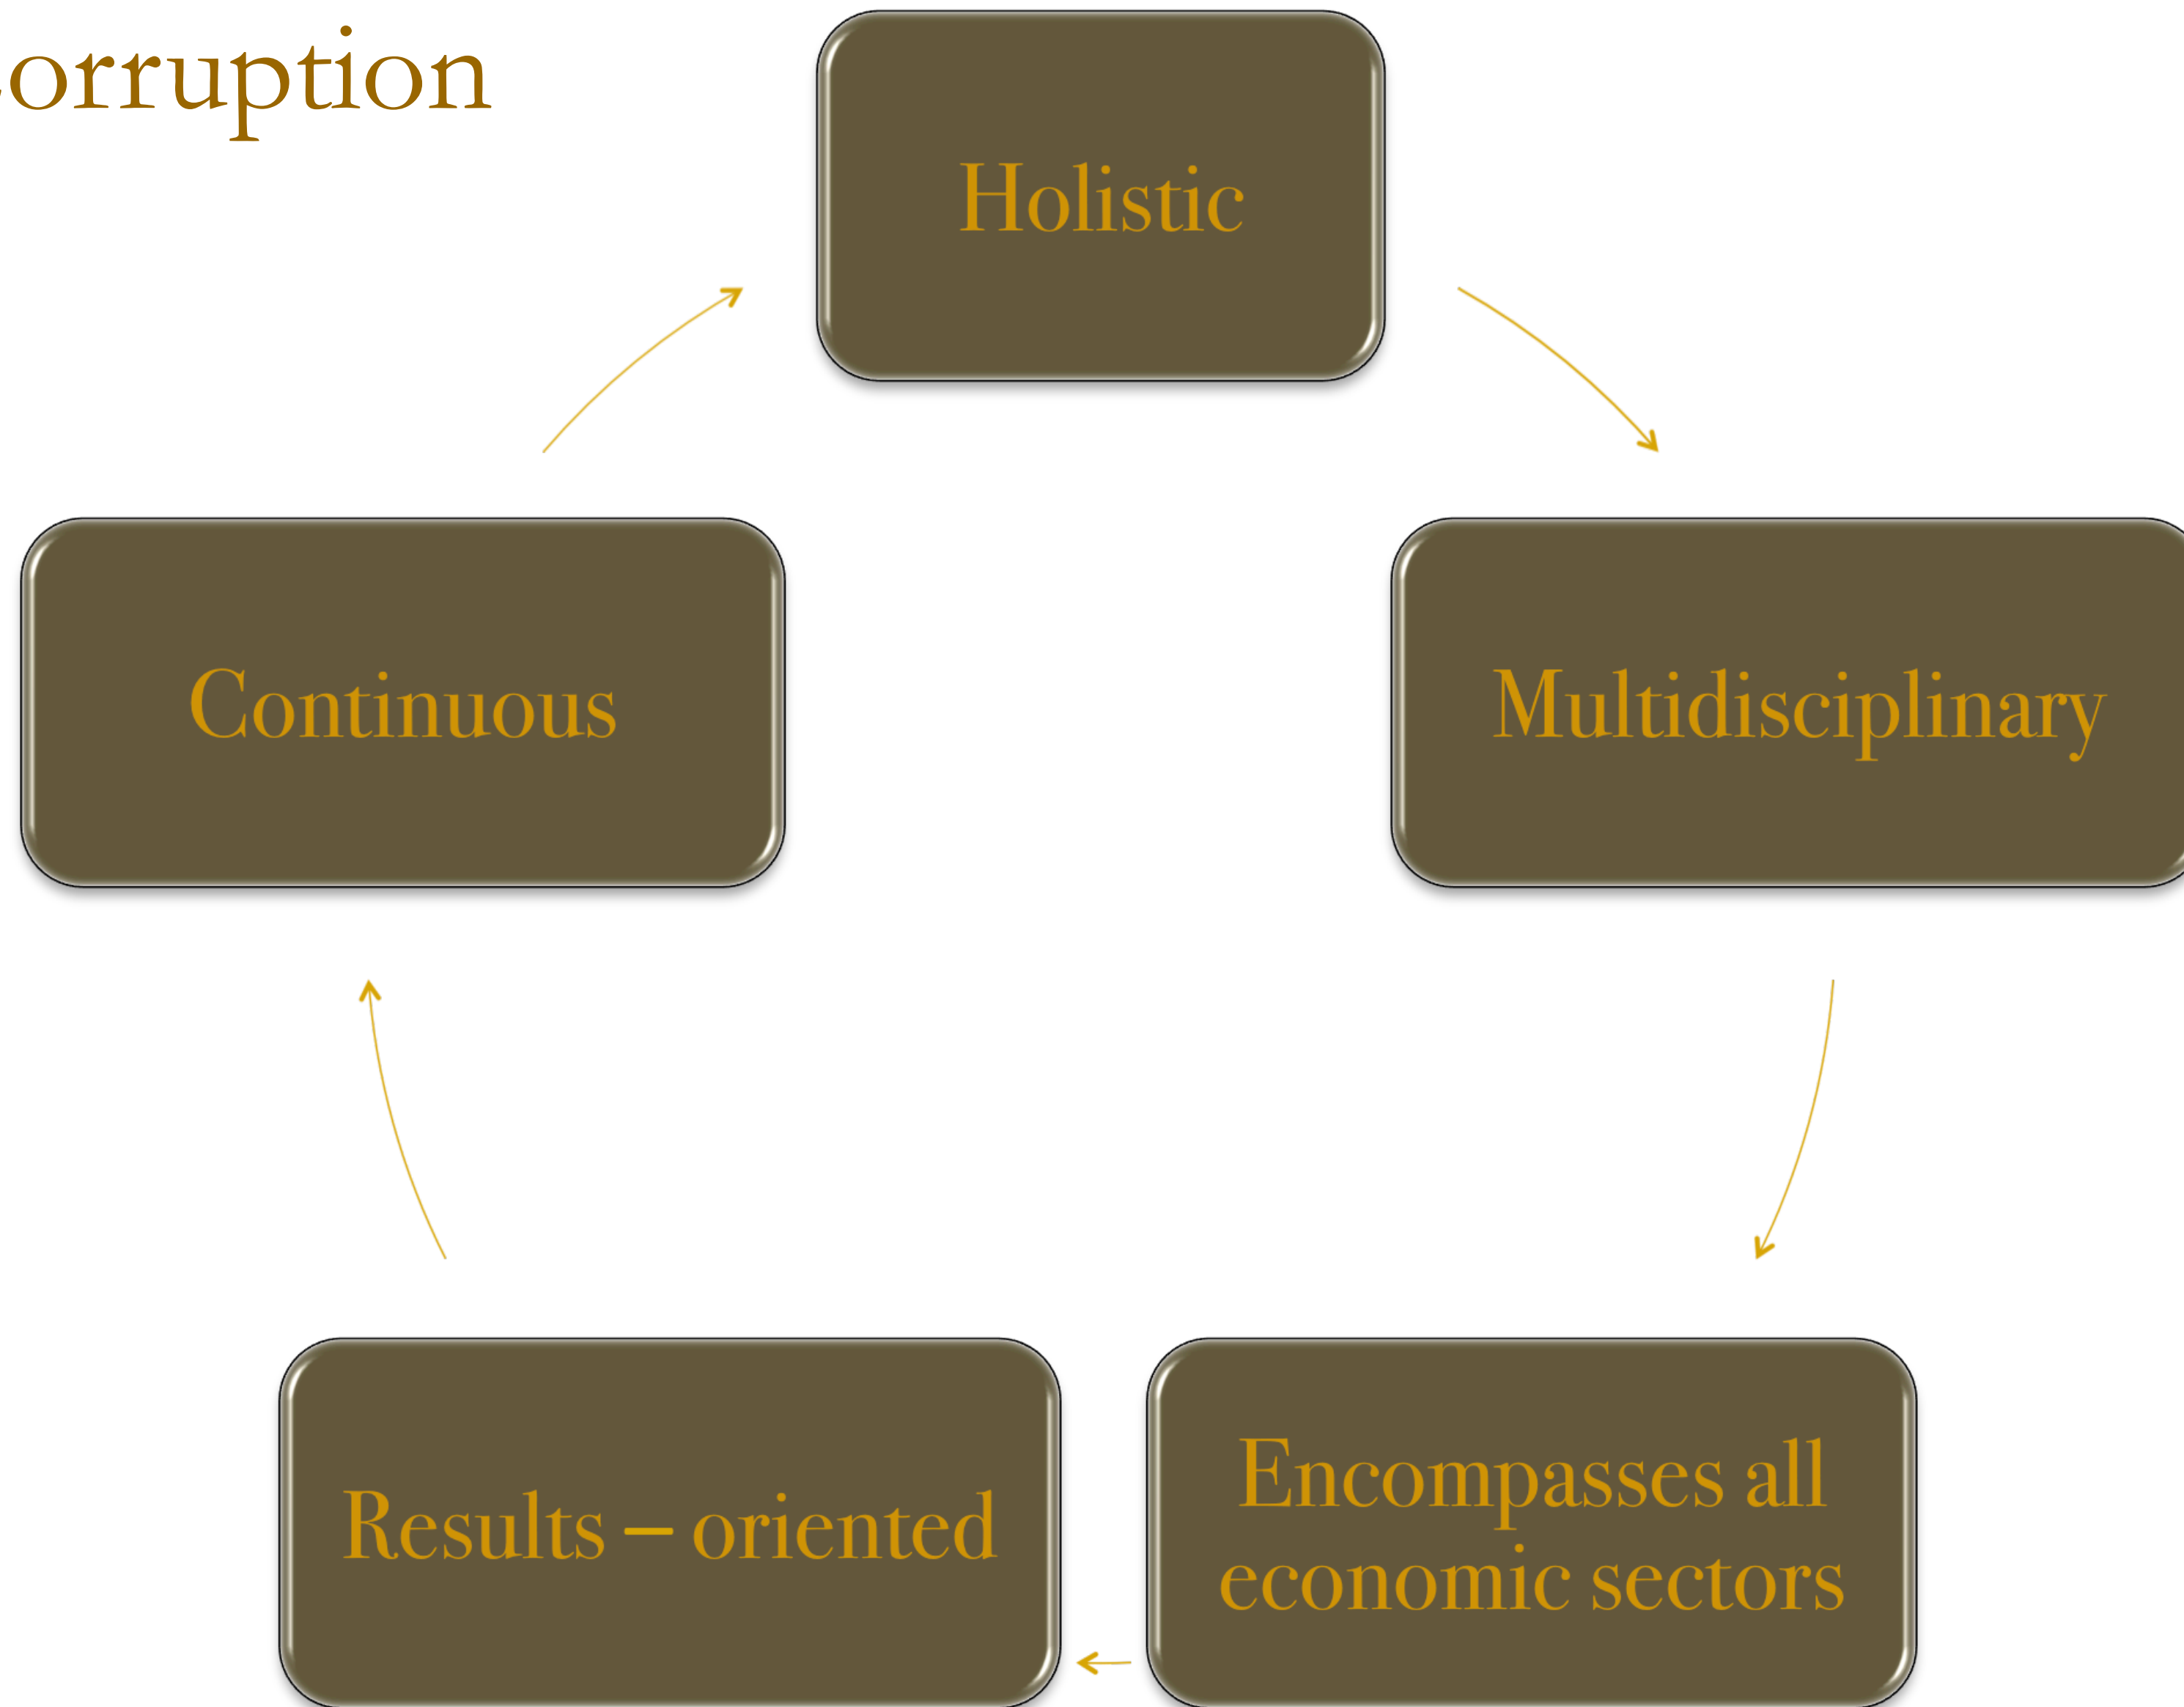 orruption
Holistic
Continuous
Multidisciplinary
Results – oriented
Encompasses all
economic sectors